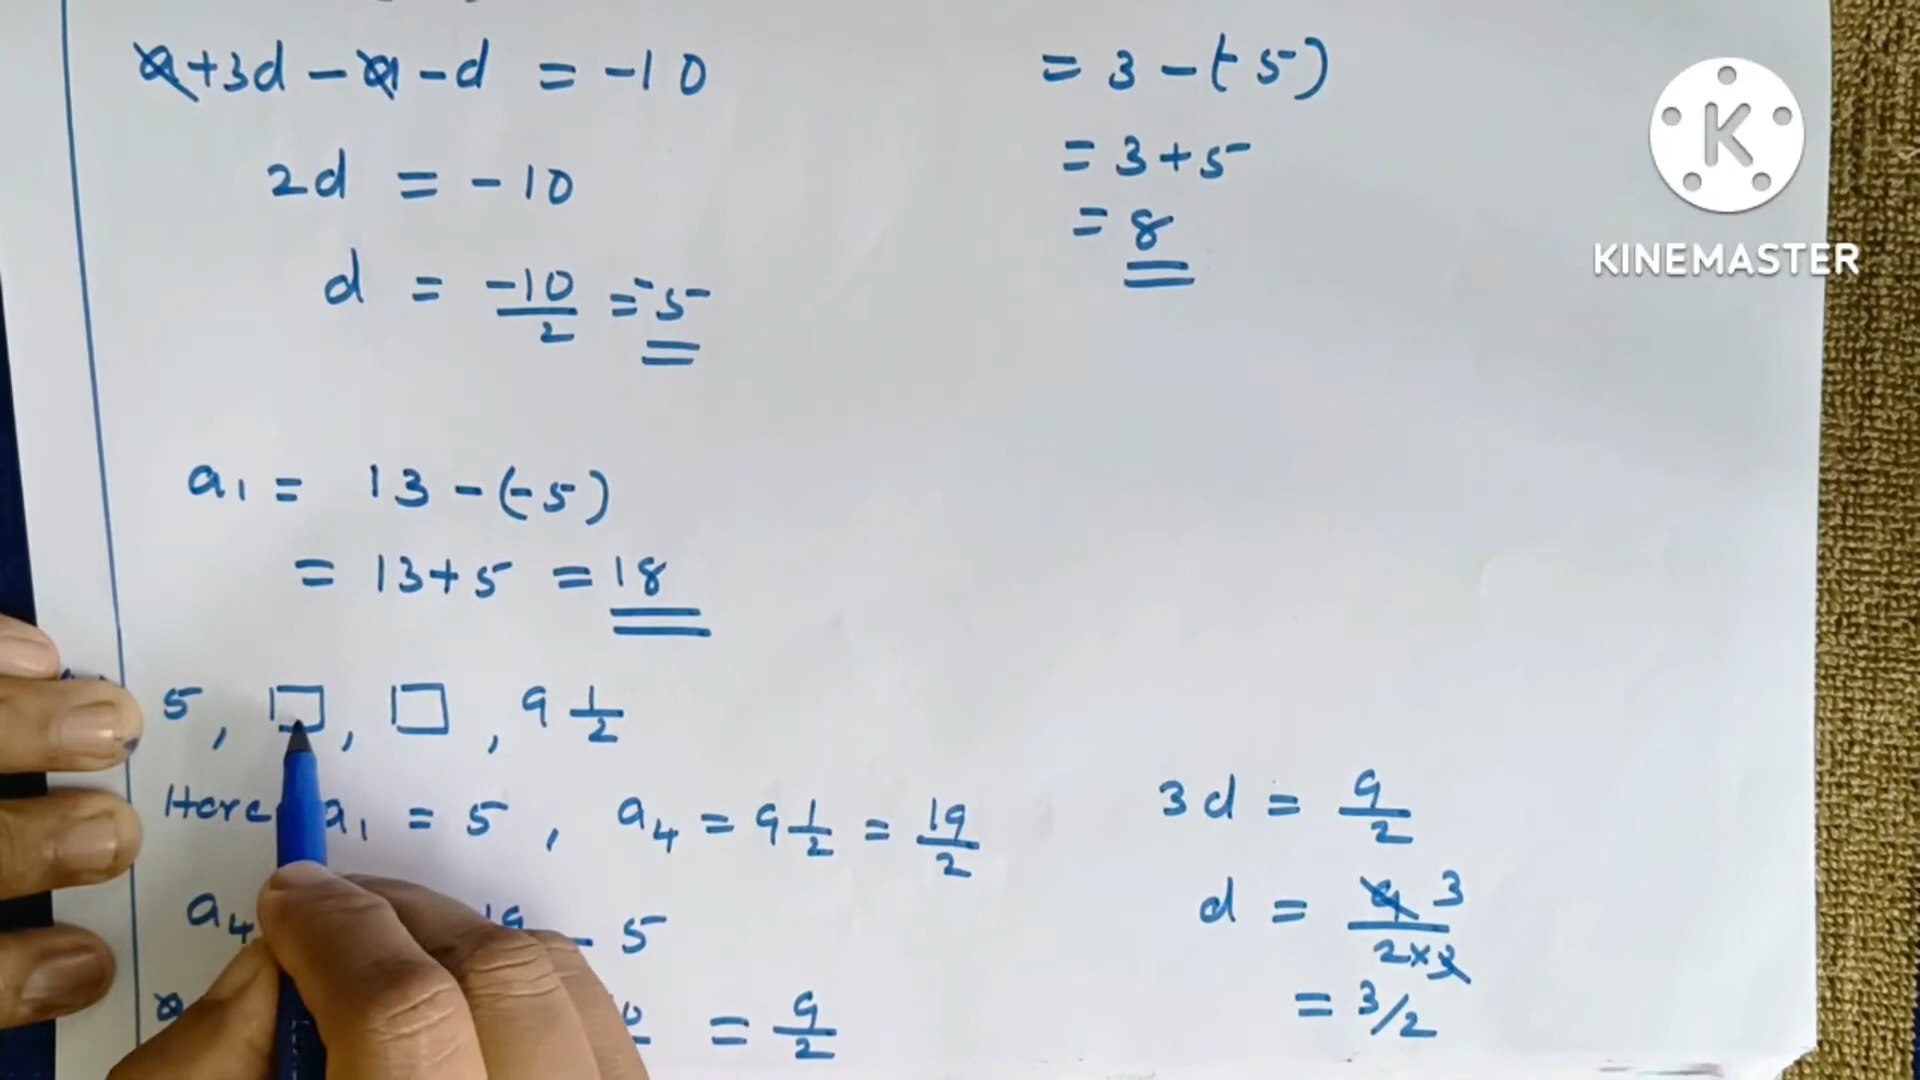 a+3d - a - d = -10
2d = -10
d = -10/2 = -5
a1 = 13 - (-5)
= 13+5 = 18
5, □, □, 9 1/2
Here a1 = 5, a4 = 9 1/2 = 19/2
a4 19 - 5
= 9/2
= 3 - (-5)
= 3+5
= 8
3d = 9/2
d = 9 3/2×3
= 3/2
K
KINEMASTER